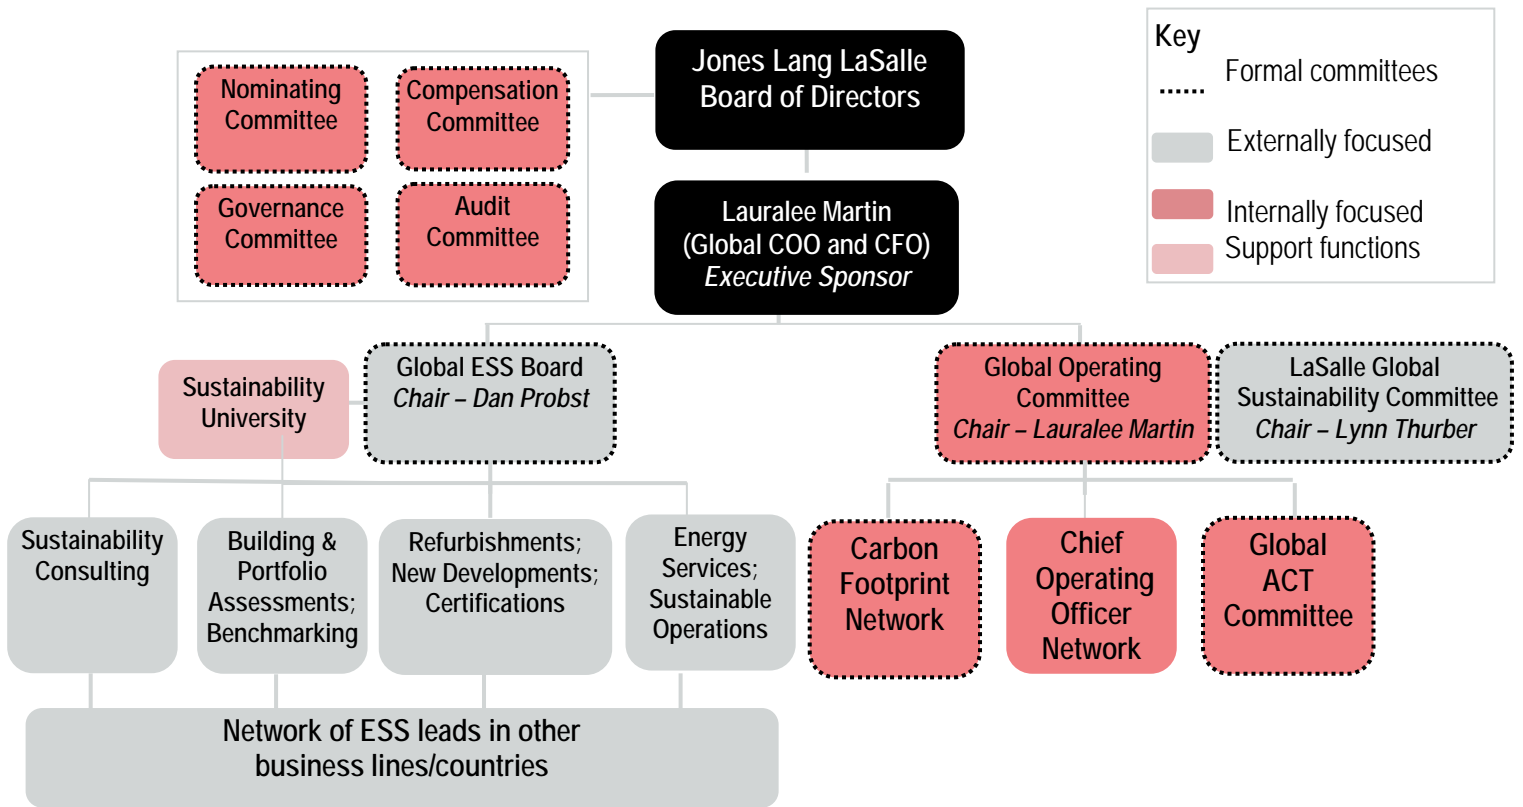 Jones Lang LaSalle
Board of Directors
Nominating
Committee
Compensation
Committee
Governance
Committee
Audit
Committee
Key
Formal committees
Externally focused
Internally focused
Support functions
Lauralee Martin
(Global COO and CFO)
Executive Sponsor
Sustainability
University
Global ESS Board
Chair – Dan Probst
Global Operating
Committee
Chair – Lauralee Martin
LaSalle Global
Sustainability Committee
Chair – Lynn Thurber
Sustainability
Consulting
Building &
Portfolio
Assessments;
Benchmarking
Refurbishments;
New Developments;
Certifications
Energy
Services;
Sustainable
Operations
Carbon
Footprint
Network
Chief
Operating
Officer
Network
Global
ACT
Committee
Network of ESS leads in other
business lines/countries